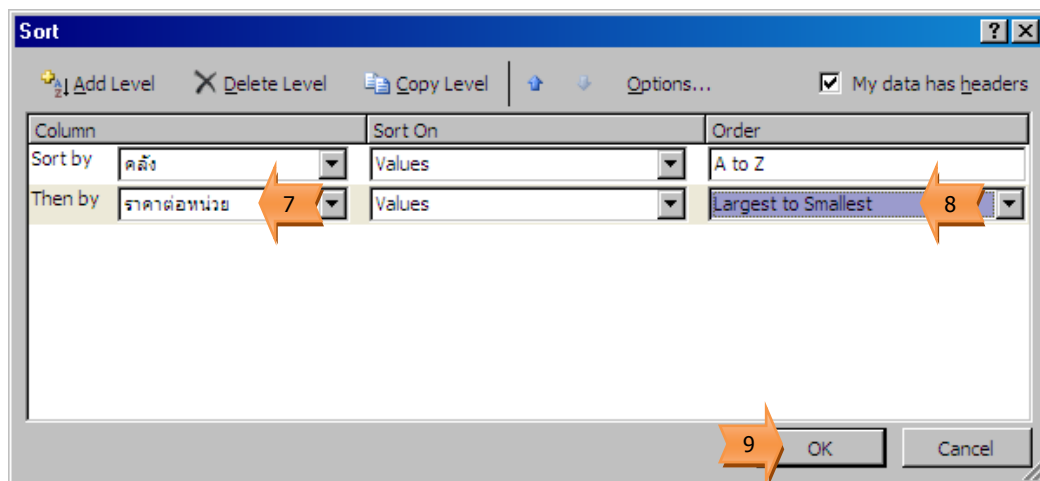 Sort
Add Level Delete Level Copy Level Options... My data has headers
Column Sort On Order
Sort by คลัง Values A to Z
Then by ราคาต่อหน่วย 7 Values Largest to Smallest 8
9 OK Cancel